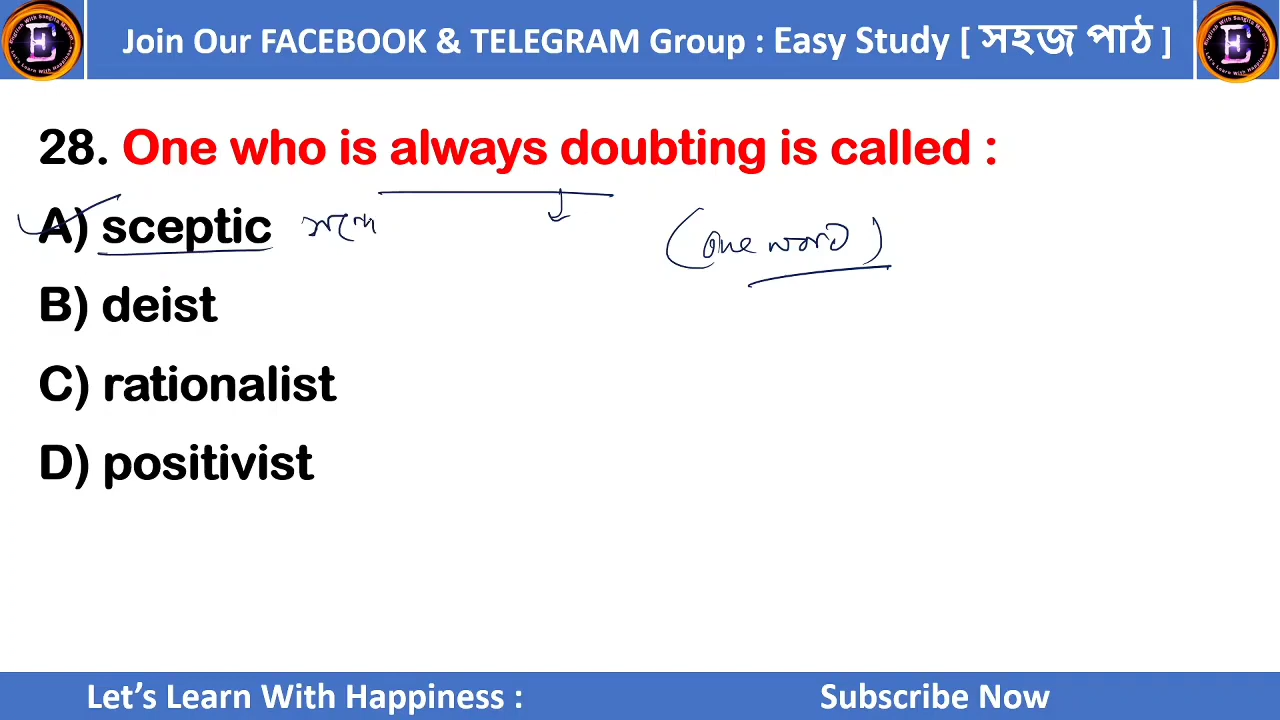 Join Our FACEBOOK & TELEGRAM Group : Easy Study [ সহজ পাঠ ]
28. One who is always doubting is called :
A) sceptic সন্দে
(one word)
B) deist
C) rationalist
D) positivist
Let’s Learn With Happiness :
Subscribe Now